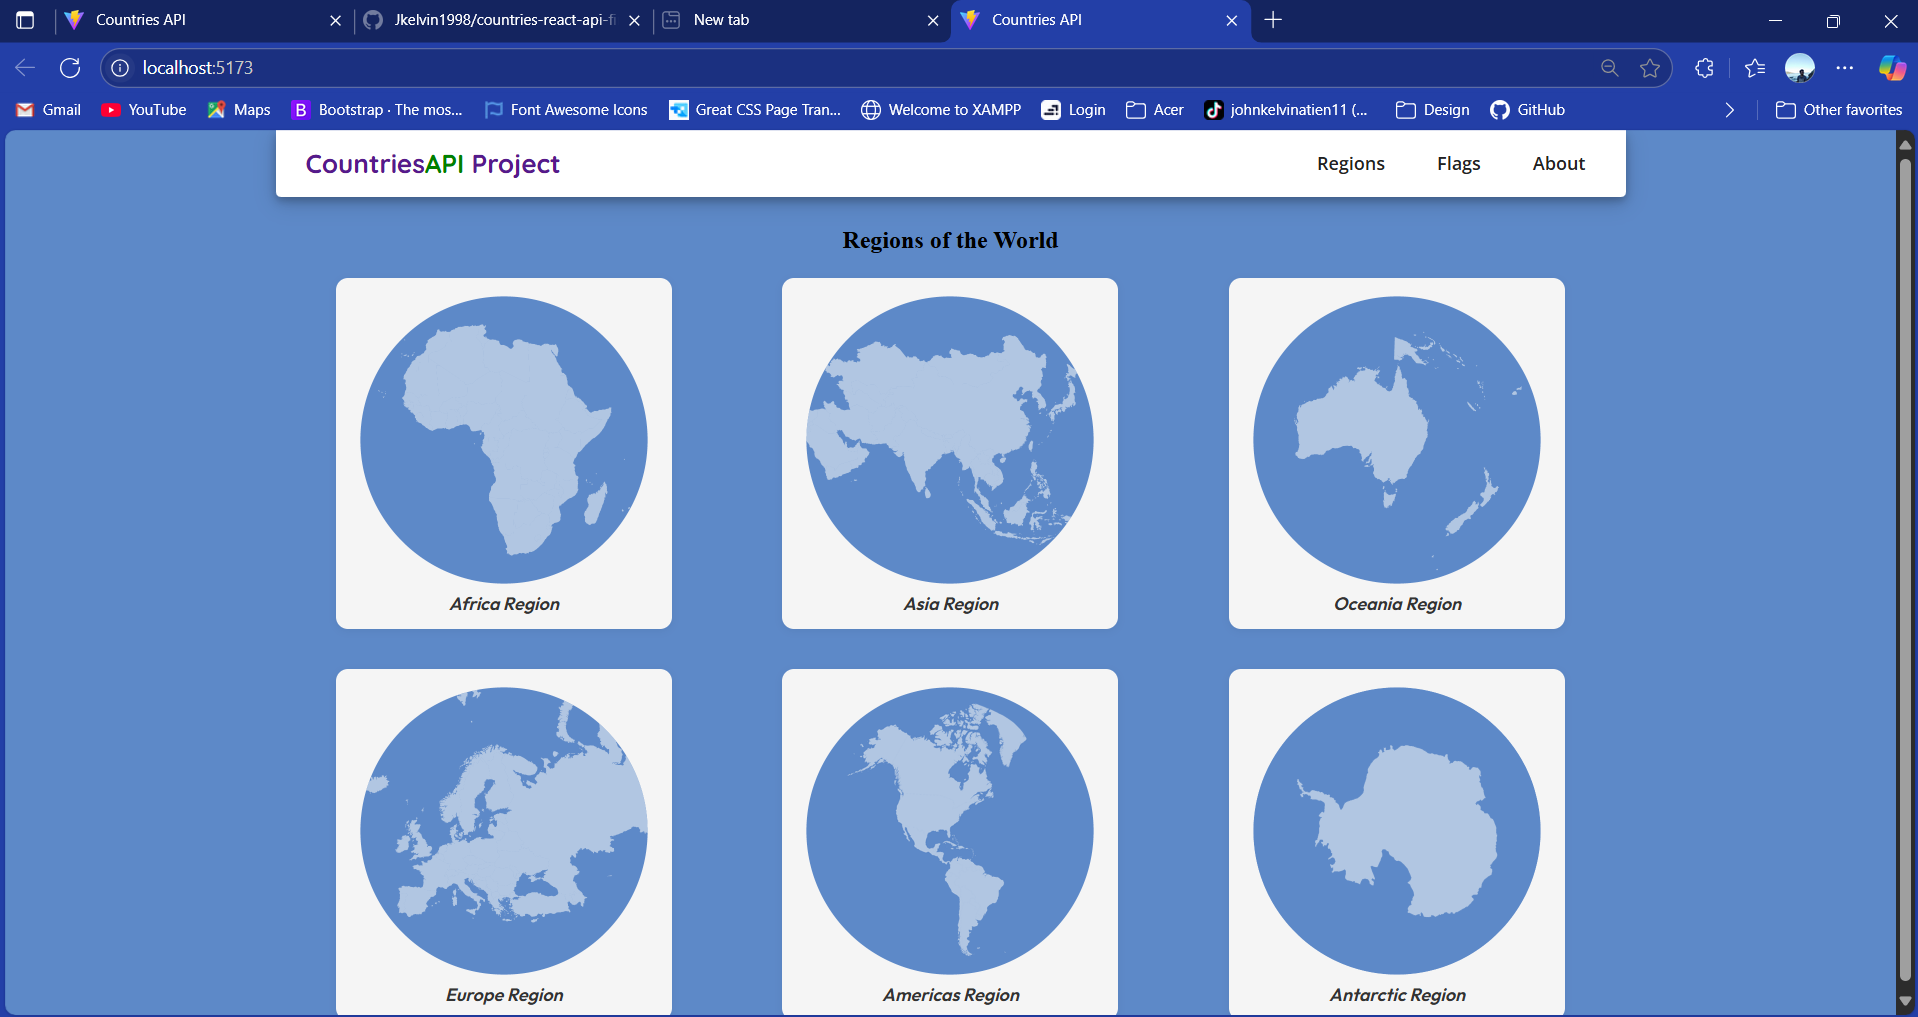 Countries API
Jkelvin1998/countries-react-api-fi
New tab
Countries API
localhost:5173
Gmail
YouTube
Maps
Bootstrap · The mos...
Font Awesome Icons
Great CSS Page Tran...
Welcome to XAMPP
Login
Acer
johnkelvinatien11 (...
Design
GitHub
Other favorites
CountriesAPI Project
Regions
Flags
About
Regions of the World
Africa Region
Asia Region
Oceania Region
Europe Region
Americas Region
Antarctic Region